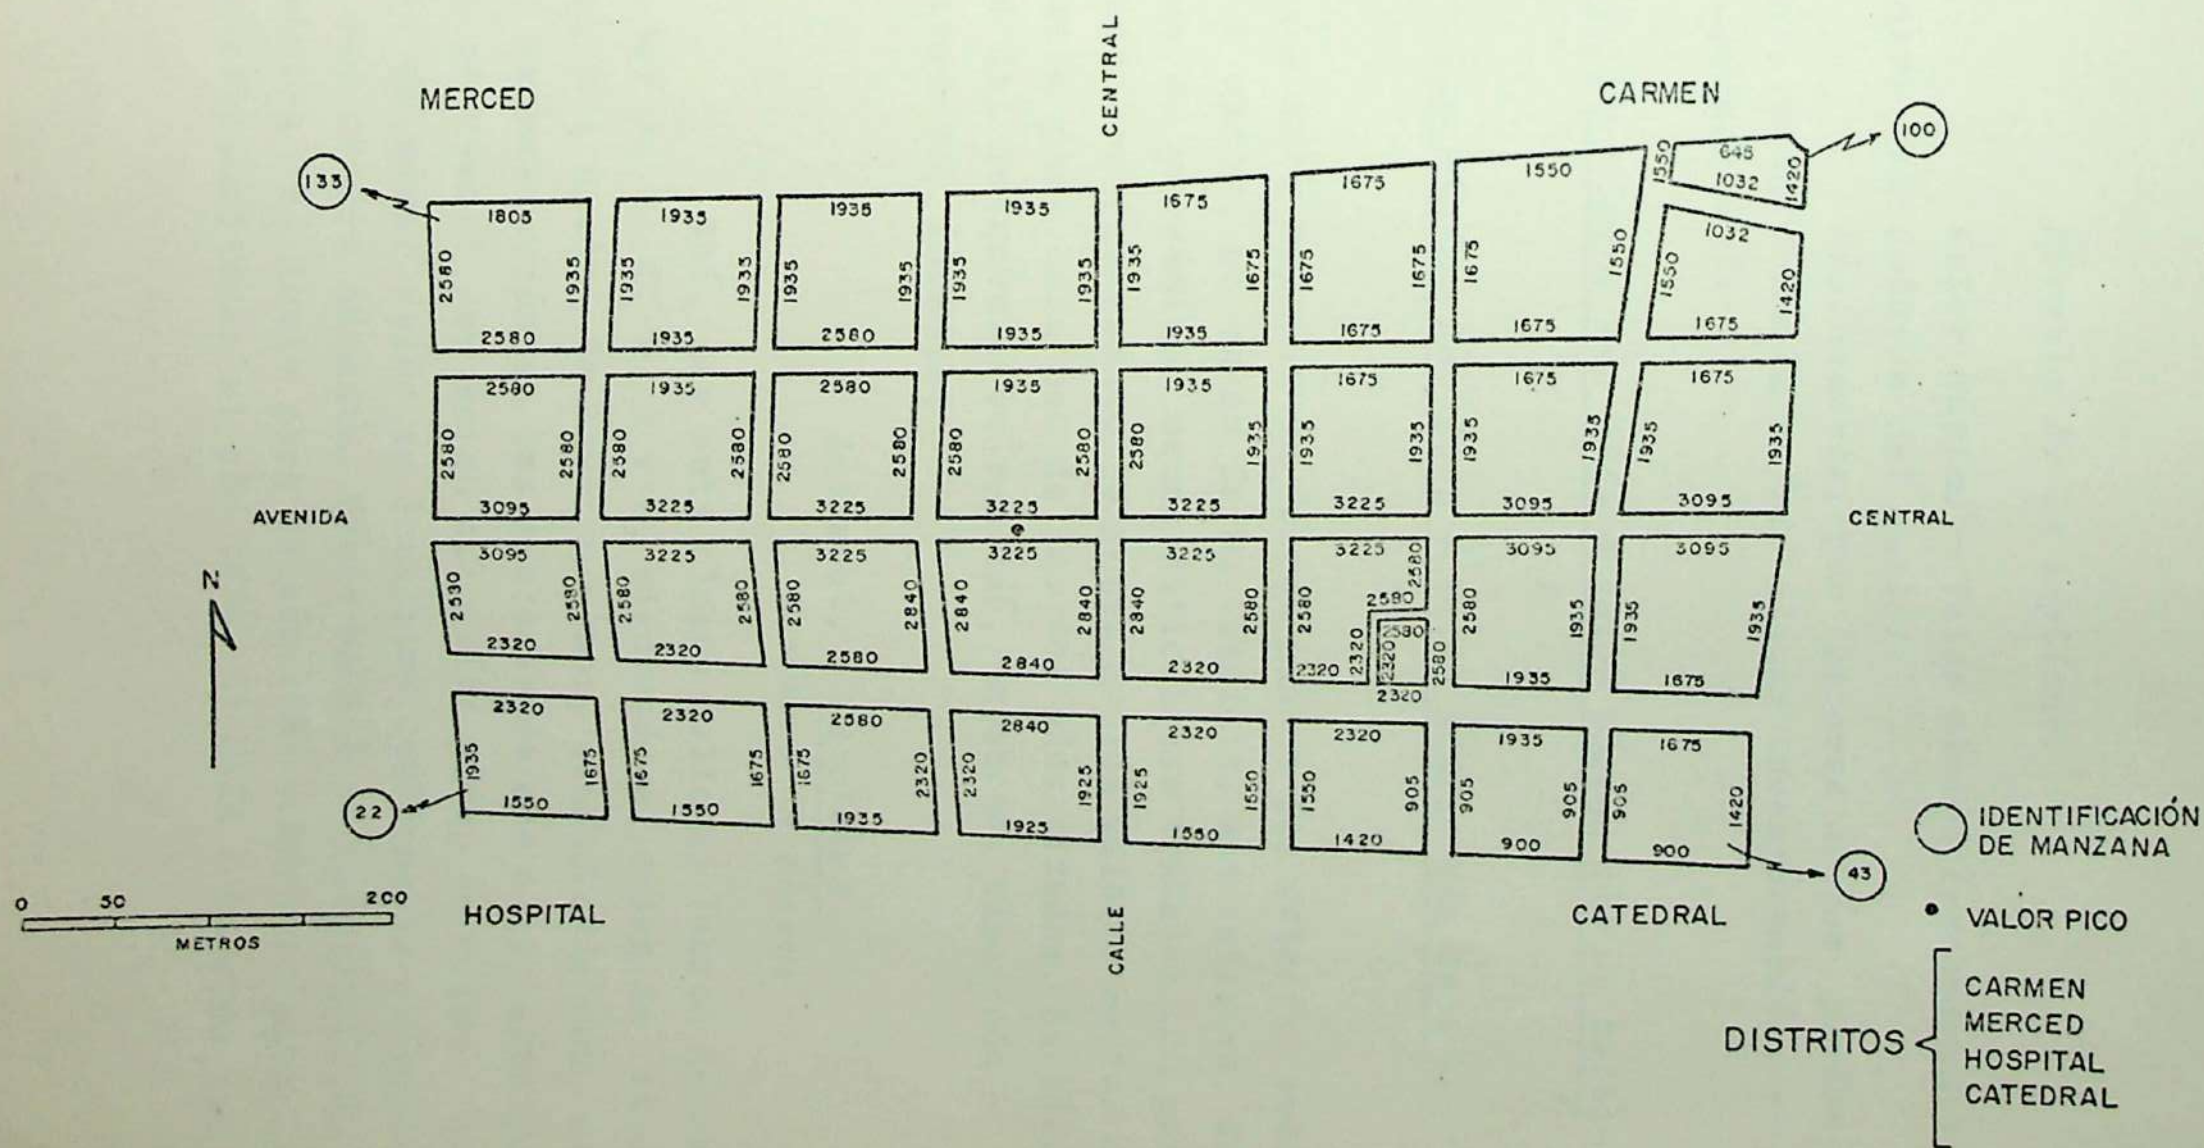 CENTRAL
MERCED
CARMEN
133
100
1805 1935 1935 1935 1675 1675 1550 1550 645
1032 1420
2580 1935 1935 1935 1935 1935 1935 1935 1935 1675 1675 1675 1675 1550 1550 1032 1420
2580 1935 2580 1935 1935 1675 1675 1675
2580 1935 2580 1935 1935 1675 1675 1675
2580 2580 2580 2580 2580 2580 2580 2580 2580 1935 1935 1935 1935 1935 1935 1935
3095 3225 3225 3225 3225 3225 3095 3095
AVENIDA
CENTRAL
3095 3225 3225 3225 3225 3225 3095 3095
N
2530 2580 2580 2580 2580 2840 2840 2840 2840 2580 2580 2580 2580 1935 1935 1935
2580
2320 2580 2320 2580
2320 2320 2580 2840 2320 2320 1935 1675
2320
2320 2320 2580 2840 2320 2320 1935 1675
1935 1675 1675 1675 1675 2320 2320 1925 1925 1550 1550 905 905 905 905 1420
1550 1550 1935 1925 1550 1420 900 900
22
43
IDENTIFICACIÓN
DE MANZANA
0 50 200
METROS
HOSPITAL
CALLE
CATEDRAL
VALOR PICO
DISTRITOS
CARMEN
MERCED
HOSPITAL
CATEDRAL